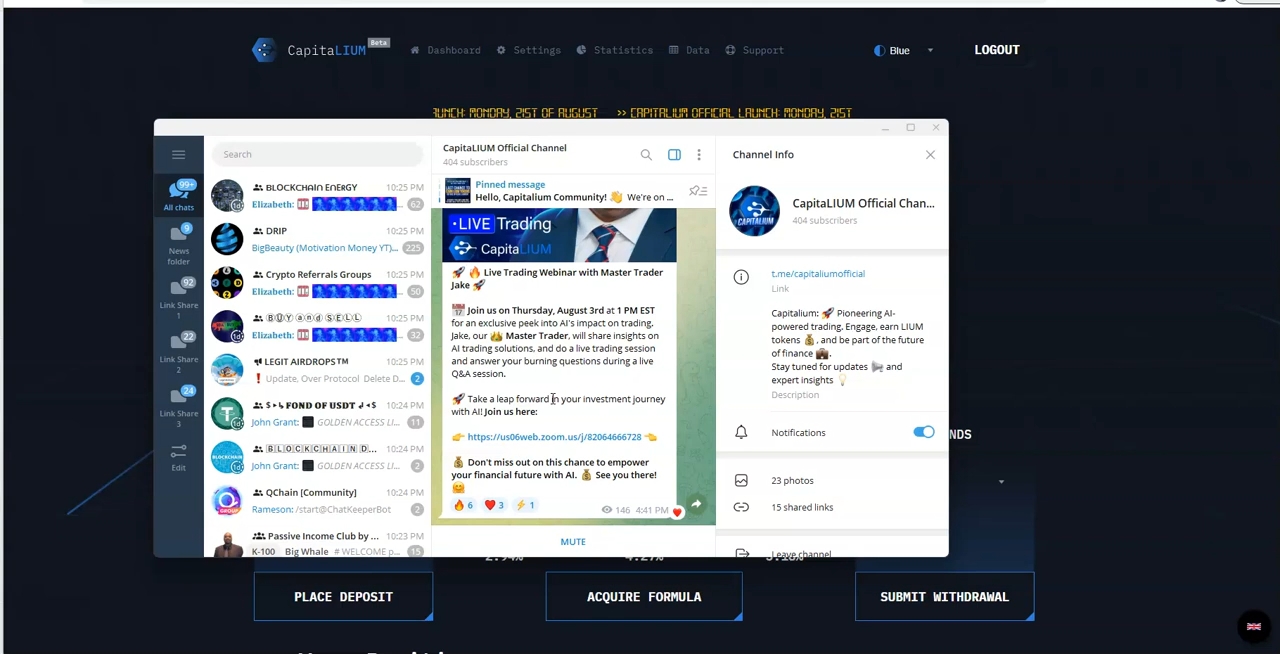 CapitaLIUM Beta
Dashboard
Settings
Statistics
Data
Support
Blue
LOGOUT
UNCH: MONDAY, 21ST OF AUGUST >> CAPITALIUM OFFICIAL LAUNCH: MONDAY, 21ST
99+
All chats
9
News folder
92
Link Share 1
22
Link Share 2
24
Link Share 3
Edit
Search
BLOCKCHAIN ENERGY 10:25 PM
Elizabeth: 62
DRIP 10:25 PM
BigBeauty (Motivation Money YT)... 225
Crypto Referrals Groups 10:25 PM
Elizabeth: 50
ⒷⓊⓎ ⓐⓝⓓ ⓈⒺⓁⓁ 10:25 PM
Elizabeth: 32
LEGIT AIRDROPS™ 10:25 PM
❗ Update, Over Protocol Delete D... 2
$ ▸↳ 𝐅𝐎𝐍𝐃 𝐎𝐅 𝐔𝐒𝐃𝐓 ↲◂$ 10:24 PM
John Grant: GOLDEN ACCESS LI... 11
🄱🄻🄾🄲🄺🄲🄷🄰🄸🄽 🄳... 10:24 PM
John Grant: GOLDEN ACCESS LI... 2
QChain [Community] 10:24 PM
Rameson: /start@ChatKeeperBot 2
Passive Income Club by ... 10:23 PM
K-100 Big Whale # WELCOME p... 15
CapitaLIUM Official Channel
404 subscribers
Pinned message
Hello, Capitalium Community! 👋 We're on ...
•LIVE Trading
CapitaLIUM
🚀 🔥 Live Trading Webinar with Master Trader
Jake 🚀
📅 Join us on Thursday, August 3rd at 1 PM EST
for an exclusive peek into AI's impact on trading.
Jake, our 👑 Master Trader, will share insights on
AI trading solutions, and do a live trading session
and answer your burning questions during a live
Q&A session.
🚀 Take a leap forward in your investment journey
with AI! Join us here:
👉 https://us06web.zoom.us/j/82064666728 👈
💰 Don't miss out on this chance to empower
your financial future with AI. 💰 See you there!
🤗
🔥 6 ❤️ 3 ⚡ 1
146 4:41 PM
MUTE
Channel Info
CapitaLIUM Official Chan...
404 subscribers
t.me/capitaliumofficial
Link
Capitalium: 🚀 Pioneering AI-
powered trading. Engage, earn LIUM
tokens 💰, and be part of the future
of finance 💼.
Stay tuned for updates 📣 and
expert insights 💡
Description
Notifications
23 photos
15 shared links
Leave channel
NDS
PLACE DEPOSIT
ACQUIRE FORMULA
SUBMIT WITHDRAWAL